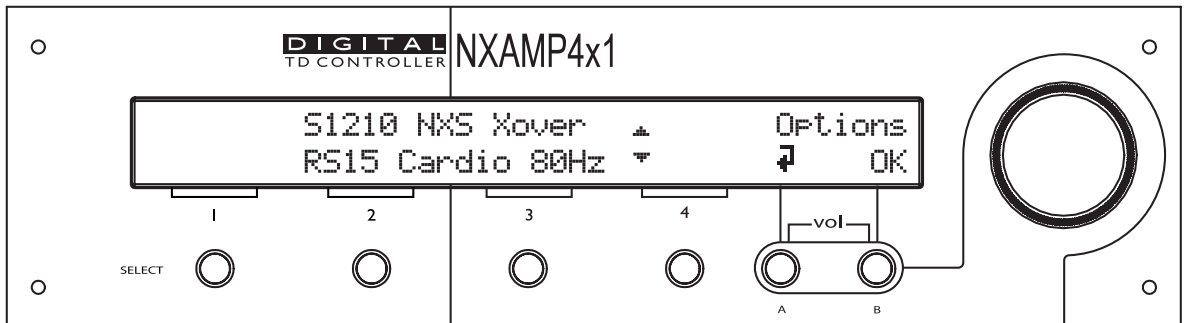 DIGITAL
TD CONTROLLER
NXAMP4x1
S1210 NXS Xover
Options
RS15 Cardio 80Hz
OK
1
2
3
4
vol
SELECT
A
B